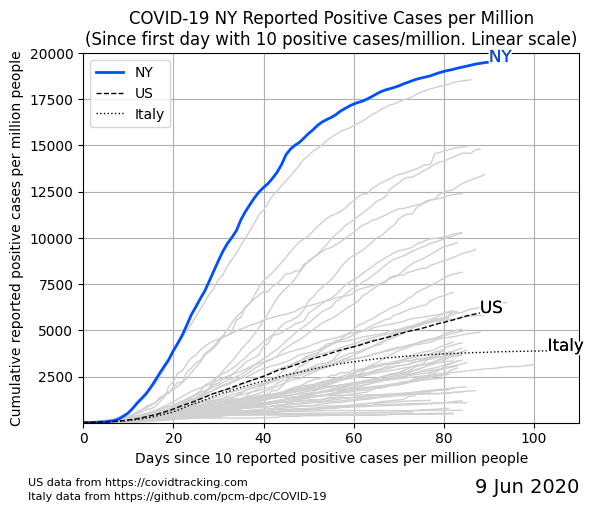 COVID-19 NY Reported Positive Cases per Million
(Since first day with 10 positive cases/million. Linear scale)
Cumulative reported positive cases per million people
20000
17500
15000
12500
10000
7500
5000
2500
NY
US
Italy
NY
US
Italy
0
20
40
60
80
100
Days since 10 reported positive cases per million people
US data from https://covidtracking.com
Italy data from https://github.com/pcm-dpc/COVID-19
9 Jun 2020